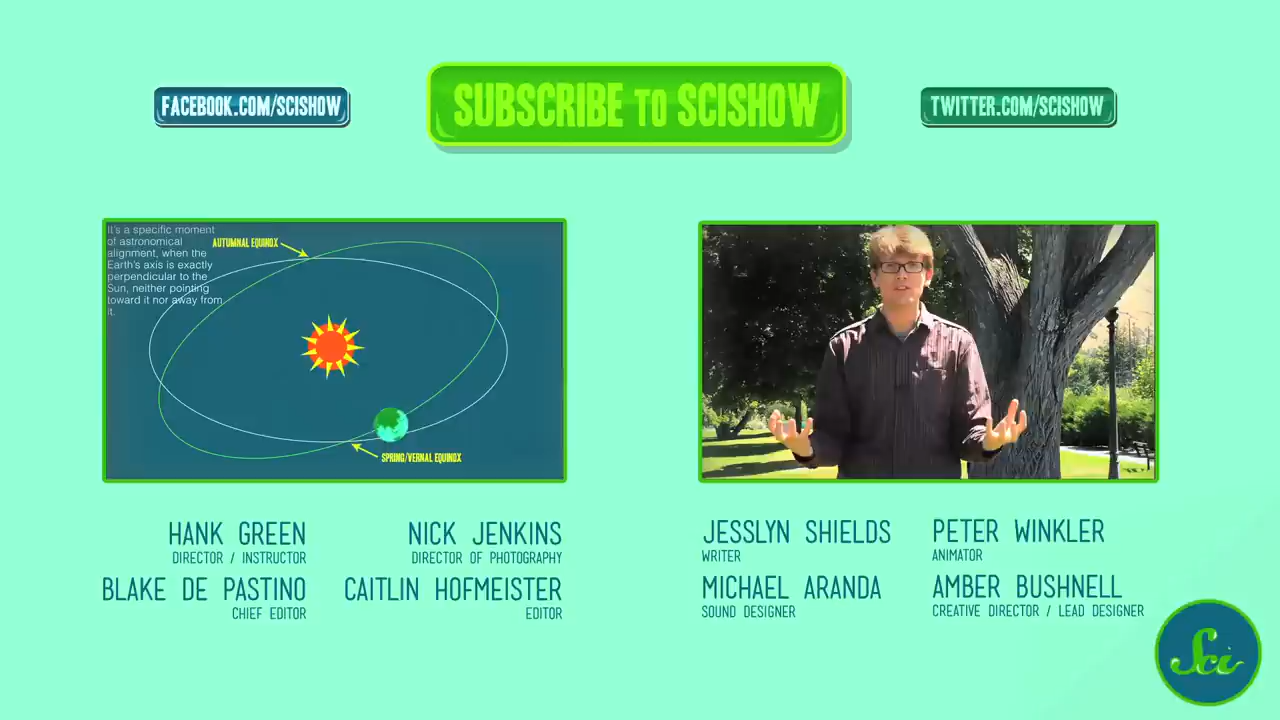 FACEBOOK.COM/SCISHOW
SUBSCRIBE TO SCISHOW
TWITTER.COM/SCISHOW
It's a specific moment
of astronomical
alignment, when the
Earth's axis is exactly
perpendicular to the
Sun, neither pointing
toward it nor away from
it.
AUTUMNAL EQUINOX
SPRING/VERNAL EQUINOX
HANK GREEN
DIRECTOR / INSTRUCTOR
NICK JENKINS
DIRECTOR OF PHOTOGRAPHY
BLAKE DE PASTINO
CHIEF EDITOR
CAITLIN HOFMEISTER
EDITOR
JESSLYN SHIELDS
WRITER
PETER WINKLER
ANIMATOR
MICHAEL ARANDA
SOUND DESIGNER
AMBER BUSHNELL
CREATIVE DIRECTOR / LEAD DESIGNER
Sci